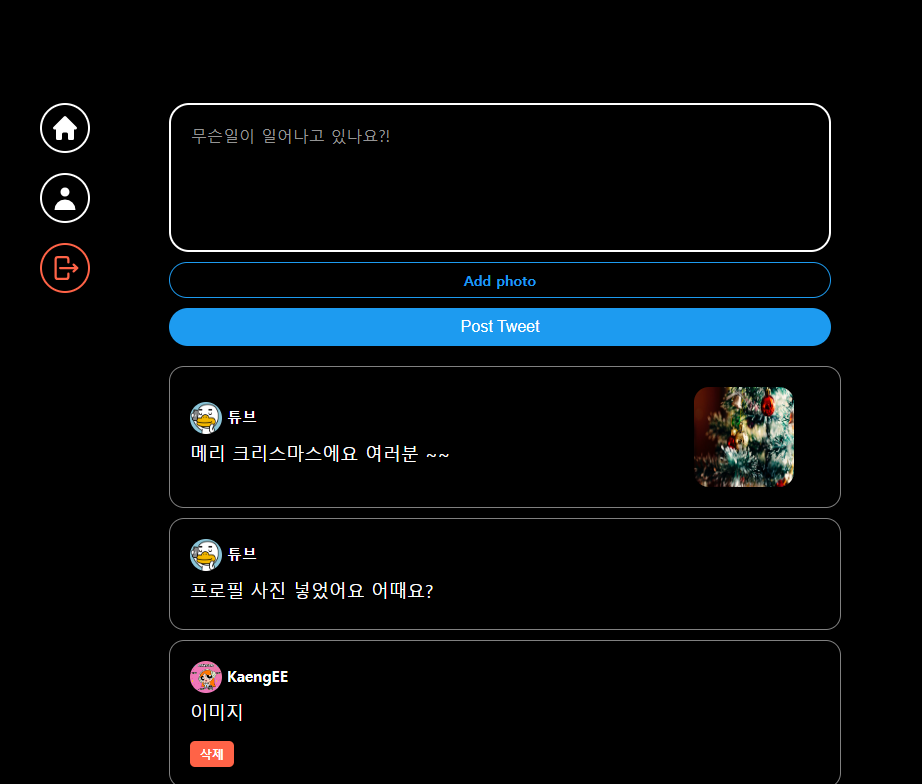 무슨일이 일어나고 있나요?!
Add photo
Post Tweet
튜브
메리 크리스마스에요 여러분 ~~
튜브
프로필 사진 넣었어요 어때요?
KaengEE
이미지
삭제